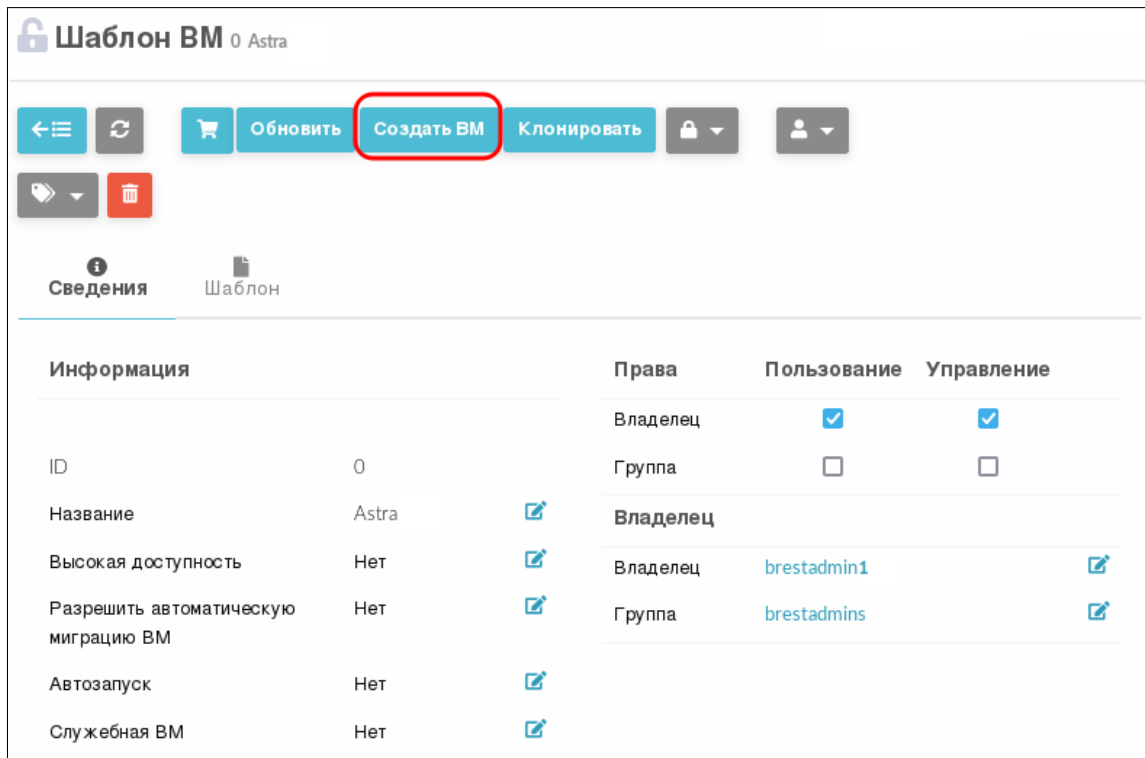 Шаблон ВМ 0 Astra
Обновить Создать ВМ Клонировать
Сведения Шаблон
Информация
ID 0
Название Astra
Высокая доступность Нет
Разрешить автоматическую
миграцию ВМ Нет
Автозапуск Нет
Служебная ВМ Нет
Права Пользование Управление
Владелец
Группа
Владелец
Владелец brestadmin1
Группа brestadmins